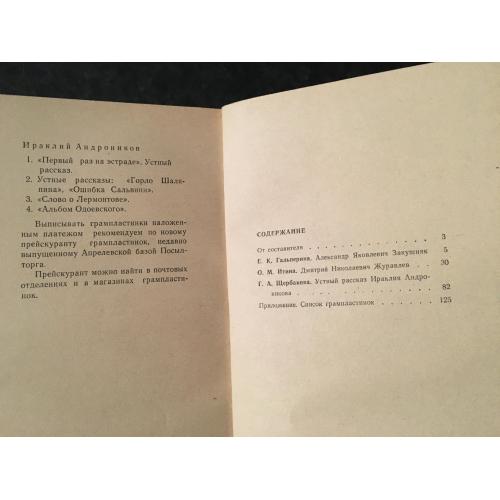 Ираклий Андроников
1. «Первый раз на эстраде». Устный
рассказ.
2. Устные рассказы: «Горло Шаля-
пина», «Ошибка Сальвини».
3. «Слово о Лермонтове».
4. «Альбом Одоевского».
Выписывать грампластинки наложен-
ным платежом рекомендуем по новому
прейскуранту грампластинок, недавно
выпущенному Апрелевской базой Посыл-
торга.
Прейскурант можно найти в почтовых
отделениях и в магазинах грампласти-
нок.
СОДЕРЖАНИЕ
От составителя . . . . . . . . . . . 3
Е. К. Гальперина. Александр Яковлевич Закушняк 5
О. М. Итина. Дмитрий Николаевич Журавлев . . 30
Г. А. Щербакова. Устный рассказ Ираклия Андро-
никова . . . . . . . . . . . . 82
Приложение. Список грампластинок . . . . . 125